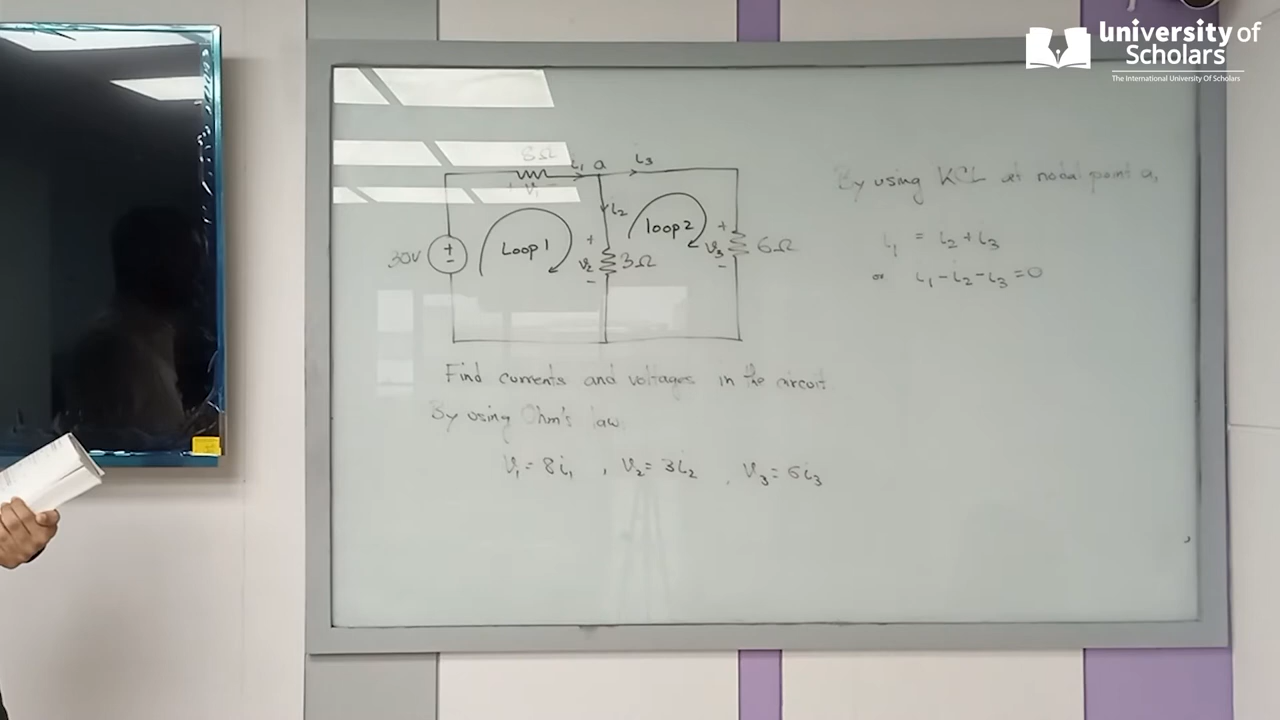 University of
Scholars
The International University Of Scholars
8Ω
i₁ a i₃
+ V₁ -
i₂
Loop 1
loop 2
30V
+
-
+
V₂
-
3Ω
+
V₃
-
6Ω
Find currents and voltages in the circuit.
By using Ohm's law,
V₁ = 8i₁ , V₂ = 3i₂ , V₃ = 6i₃
By using KCL at nodal point a,
i₁ = i₂ + i₃
or i₁ - i₂ - i₃ = 0